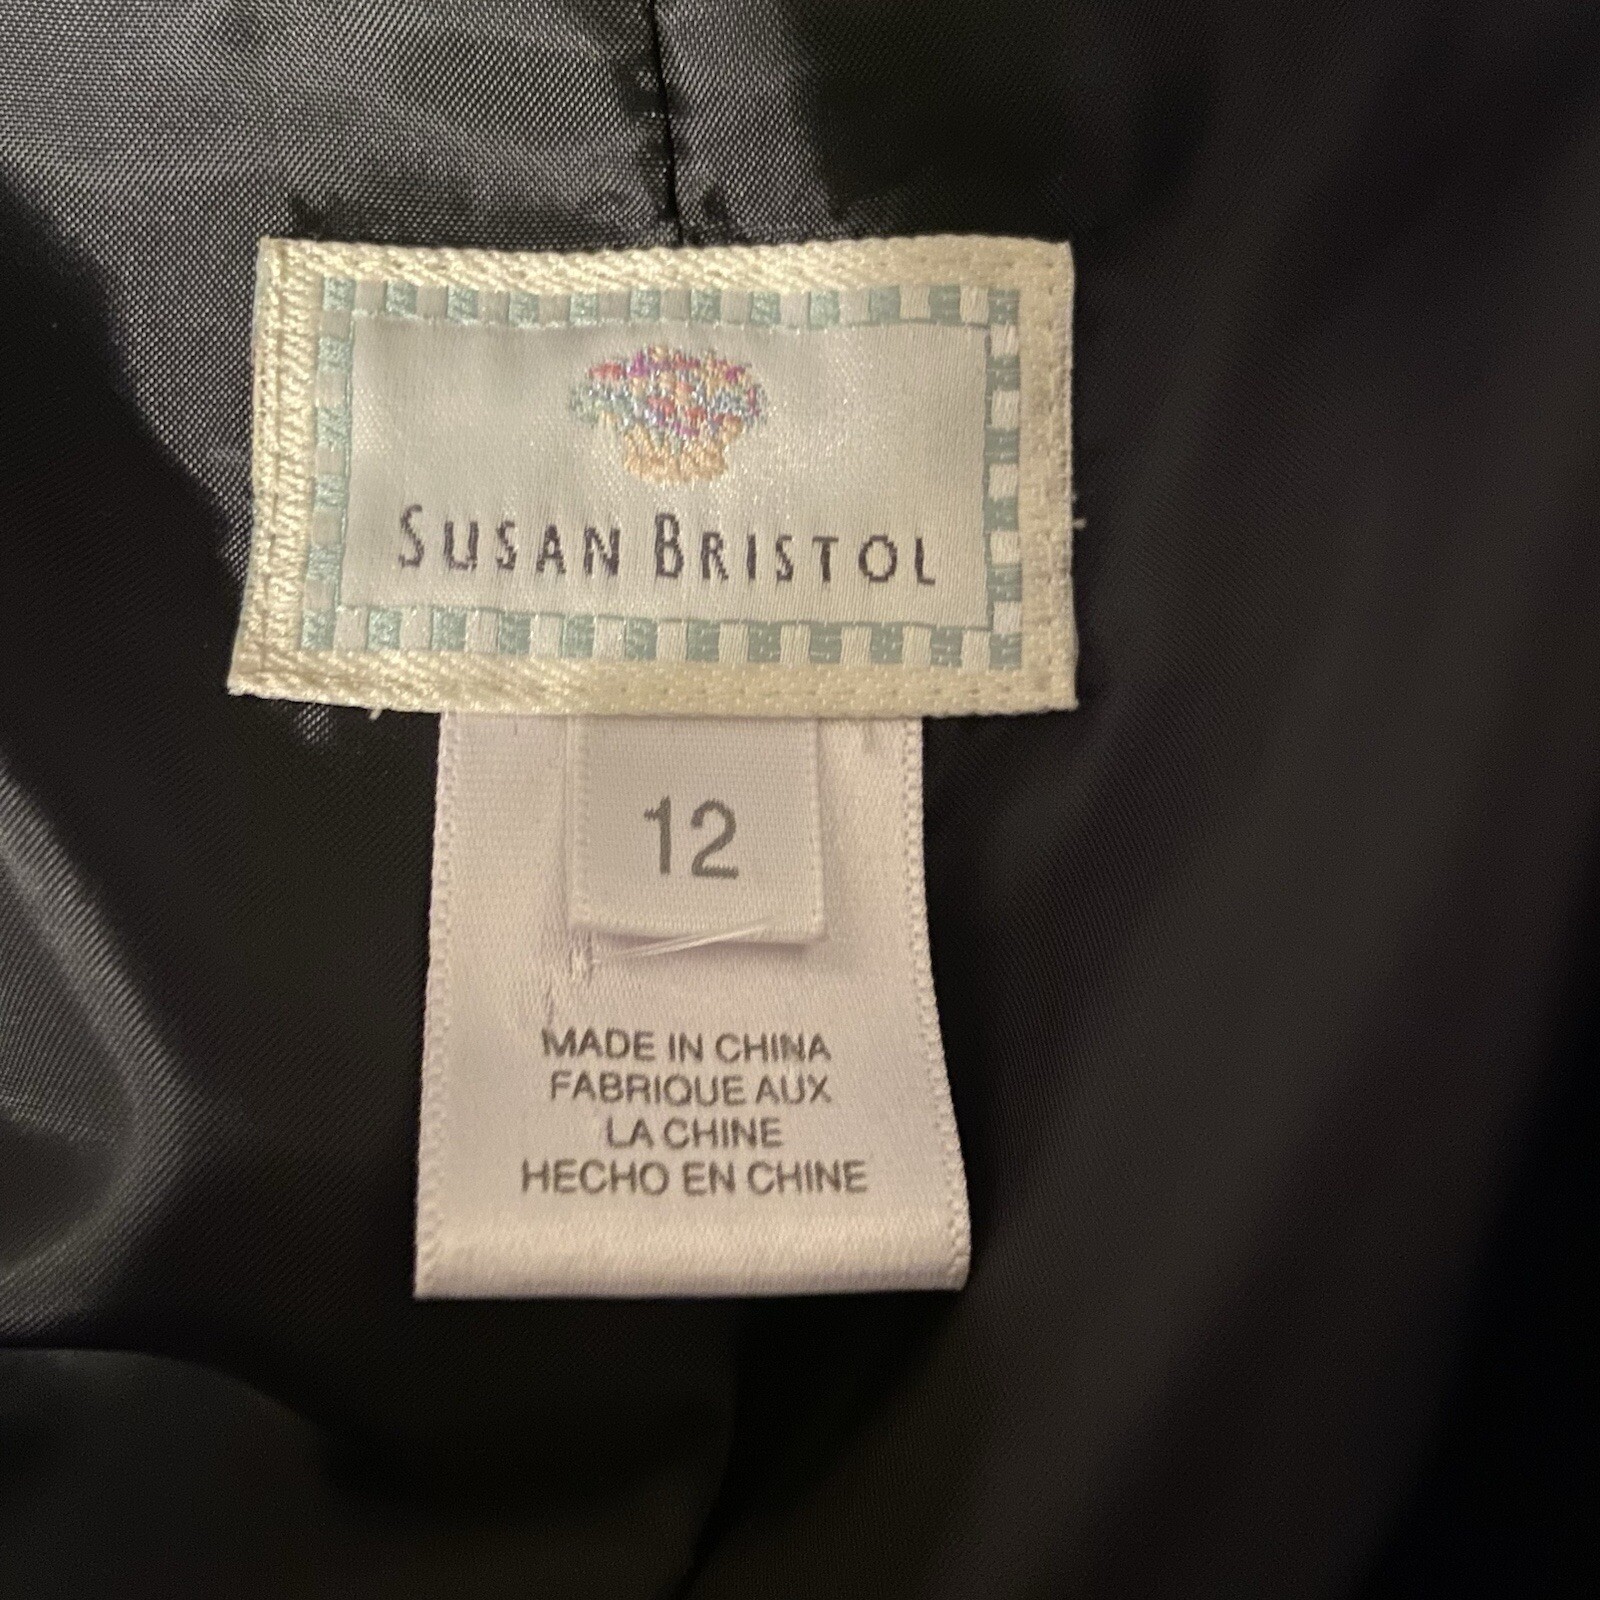 SUSAN BRISTOL
12
MADE IN CHINA
FABRIQUE AUX
LA CHINE
HECHO EN CHINE